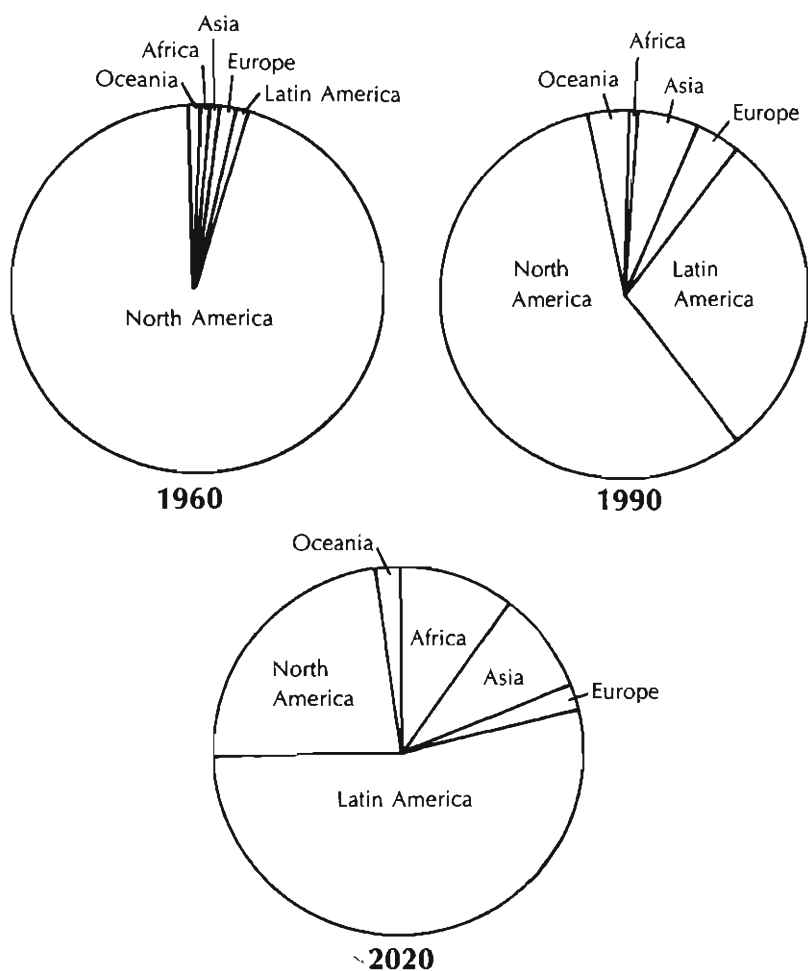 Asia
Africa
Europe
Oceania
Latin America
North America
1960
Africa
Oceania
Asia
Europe
North
America
Latin
America
1990
Oceania
Africa
North
America
Asia
Europe
Latin America
2020